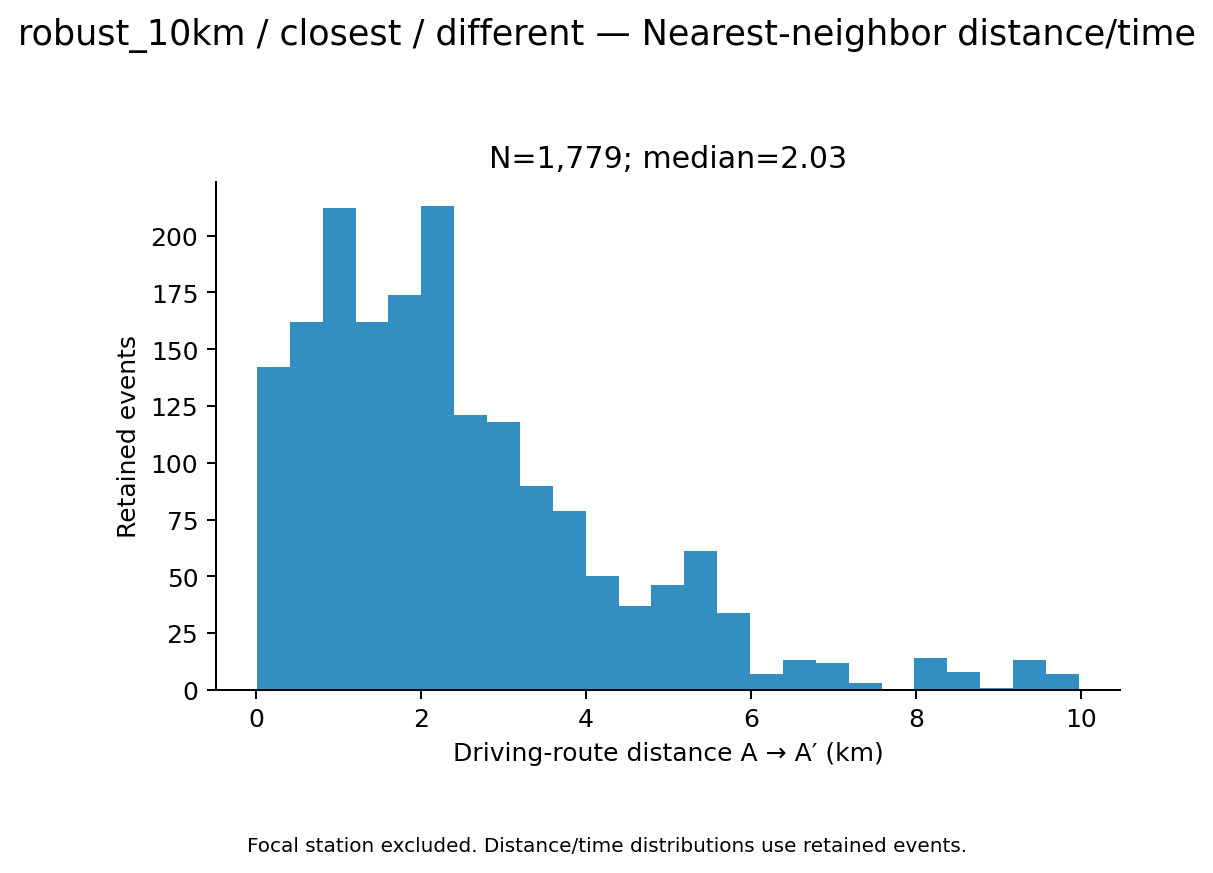 robust_10km / closest / different — Nearest-neighbor distance/time
N=1,779; median=2.03
Retained events
200
175
150
125
100
75
50
25
0
0 2 4 6 8 10
Driving-route distance A → A′ (km)
Focal station excluded. Distance/time distributions use retained events.